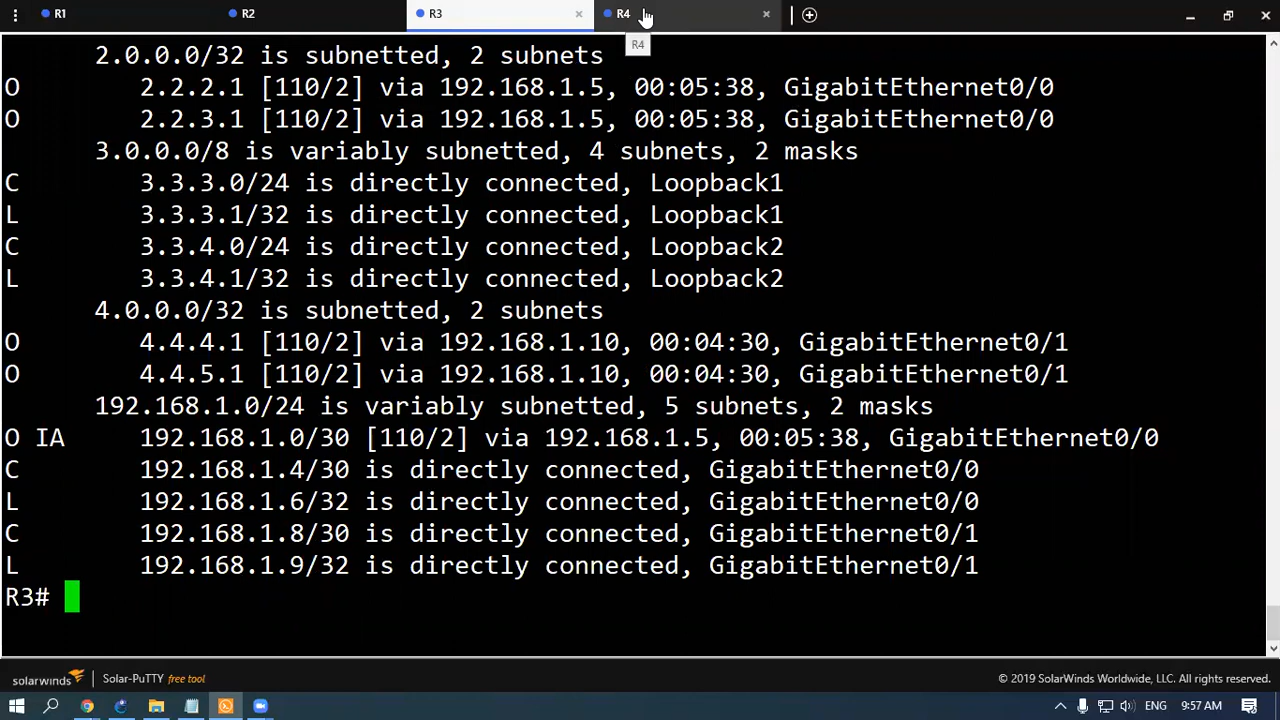 R1 R2 R3 × R4 ×
R4
2.0.0.0/32 is subnetted, 2 subnets
O 2.2.2.1 [110/2] via 192.168.1.5, 00:05:38, GigabitEthernet0/0
O 2.2.3.1 [110/2] via 192.168.1.5, 00:05:38, GigabitEthernet0/0
3.0.0.0/8 is variably subnetted, 4 subnets, 2 masks
C 3.3.3.0/24 is directly connected, Loopback1
L 3.3.3.1/32 is directly connected, Loopback1
C 3.3.4.0/24 is directly connected, Loopback2
L 3.3.4.1/32 is directly connected, Loopback2
4.0.0.0/32 is subnetted, 2 subnets
O 4.4.4.1 [110/2] via 192.168.1.10, 00:04:30, GigabitEthernet0/1
O 4.4.5.1 [110/2] via 192.168.1.10, 00:04:30, GigabitEthernet0/1
192.168.1.0/24 is variably subnetted, 5 subnets, 2 masks
O IA 192.168.1.0/30 [110/2] via 192.168.1.5, 00:05:38, GigabitEthernet0/0
C 192.168.1.4/30 is directly connected, GigabitEthernet0/0
L 192.168.1.6/32 is directly connected, GigabitEthernet0/0
C 192.168.1.8/30 is directly connected, GigabitEthernet0/1
L 192.168.1.9/32 is directly connected, GigabitEthernet0/1
R3#
solarwinds | Solar-PuTTY free tool © 2019 SolarWinds Worldwide, LLC. All rights reserved.
ENG 9:57 AM